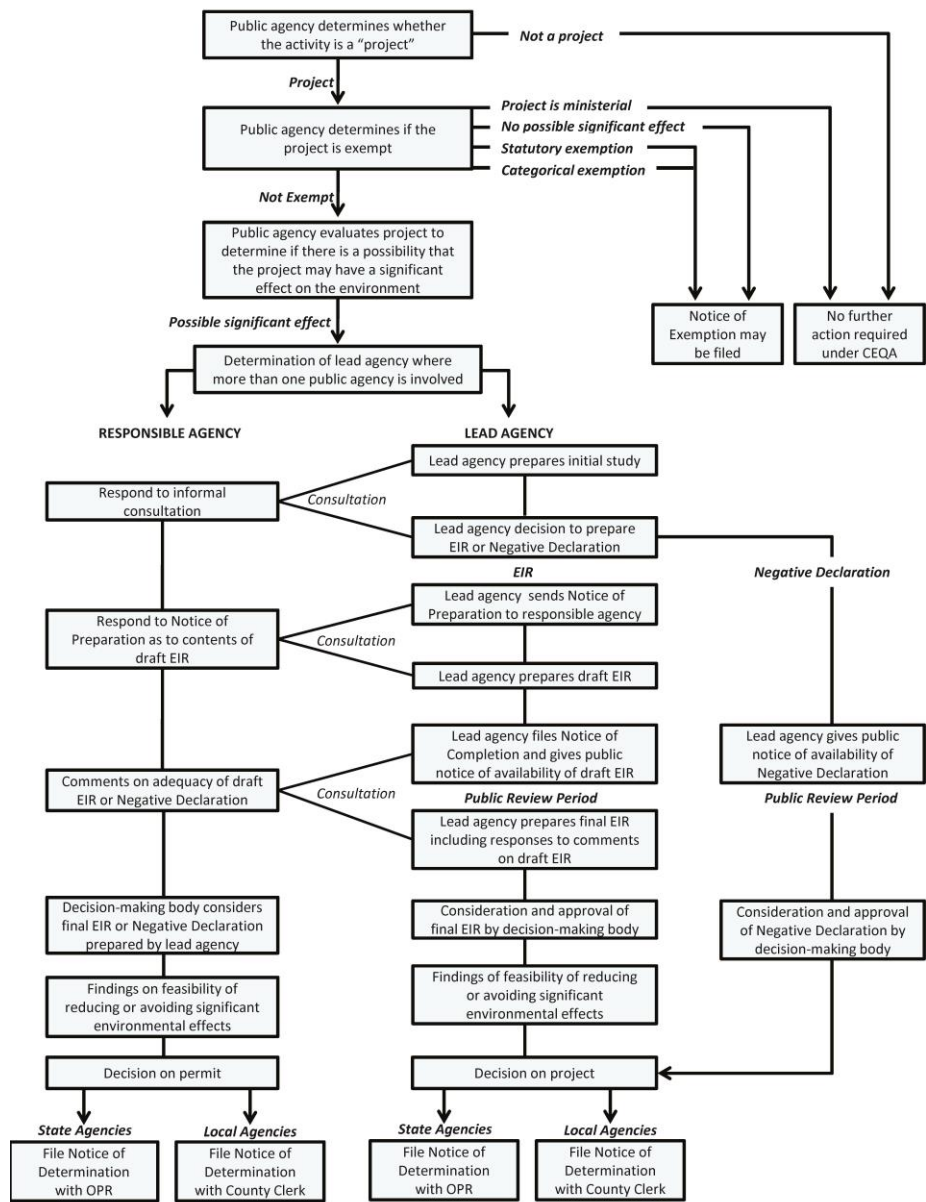 Public agency determines whether
the activity is a “project”
Not a project
Project
Public agency determines if the
project is exempt
Project is ministerial
No possible significant effect
Statutory exemption
Categorical exemption
Not Exempt
Public agency evaluates project to
determine if there is a possibility that
the project may have a significant
effect on the environment
Notice of
Exemption may
be filed
No further
action required
under CEQA
Possible significant effect
Determination of lead agency where
more than one public agency is involved
RESPONSIBLE AGENCY
LEAD AGENCY
Lead agency prepares initial study
Respond to informal
consultation
Consultation
Lead agency decision to prepare
EIR or Negative Declaration
EIR
Negative Declaration
Lead agency sends Notice of
Preparation to responsible agency
Respond to Notice of
Preparation as to contents of
draft EIR
Consultation
Lead agency prepares draft EIR
Lead agency files Notice of
Completion and gives public
notice of availability of draft EIR
Lead agency gives public
notice of availability of
Negative Declaration
Comments on adequacy of draft
EIR or Negative Declaration
Consultation
Public Review Period
Public Review Period
Lead agency prepares final EIR
including responses to comments
on draft EIR
Decision-making body considers
final EIR or Negative Declaration
prepared by lead agency
Consideration and approval of
final EIR by decision-making body
Consideration and approval
of Negative Declaration by
decision-making body
Findings on feasibility of
reducing or avoiding significant
environmental effects
Findings of feasibility of reducing
or avoiding significant
environmental effects
Decision on permit
Decision on project
State Agencies
Local Agencies
State Agencies
Local Agencies
File Notice of
Determination
with OPR
File Notice of
Determination
with County Clerk
File Notice of
Determination
with OPR
File Notice of
Determination
with County Clerk